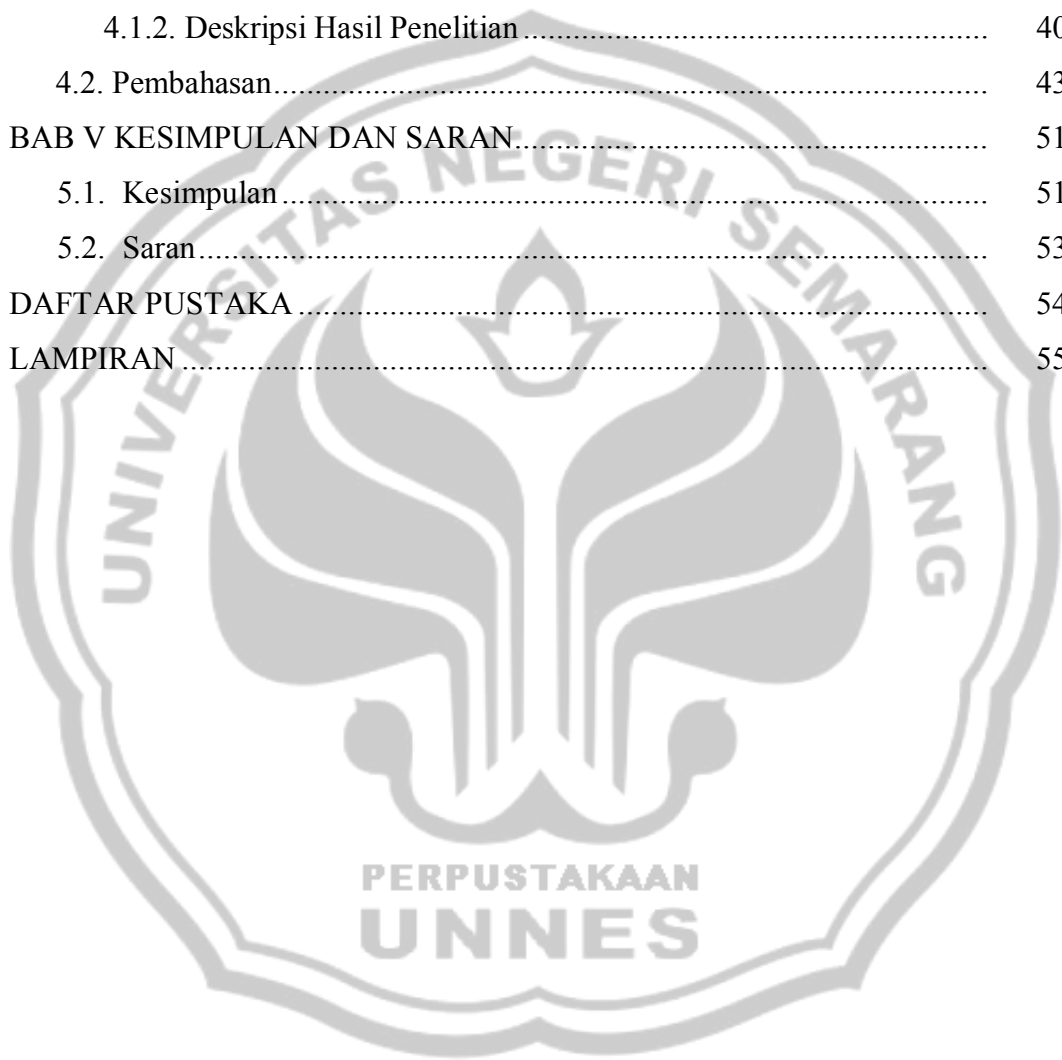 4.1.2. Deskripsi Hasil Penelitian ........................................................ 40
4.2. Pembahasan...................................................................................... 43
BAB V KESIMPULAN DAN SARAN......................................................... 51
5.1. Kesimpulan ..................................................................................... 51
5.2. Saran............................................................................................... 53
DAFTAR PUSTAKA ................................................................................... 54
LAMPIRAN ................................................................................................. 55
UNIVERSITAS NEGERI SEMARANG
PERPUSTAKAAN
UNNES